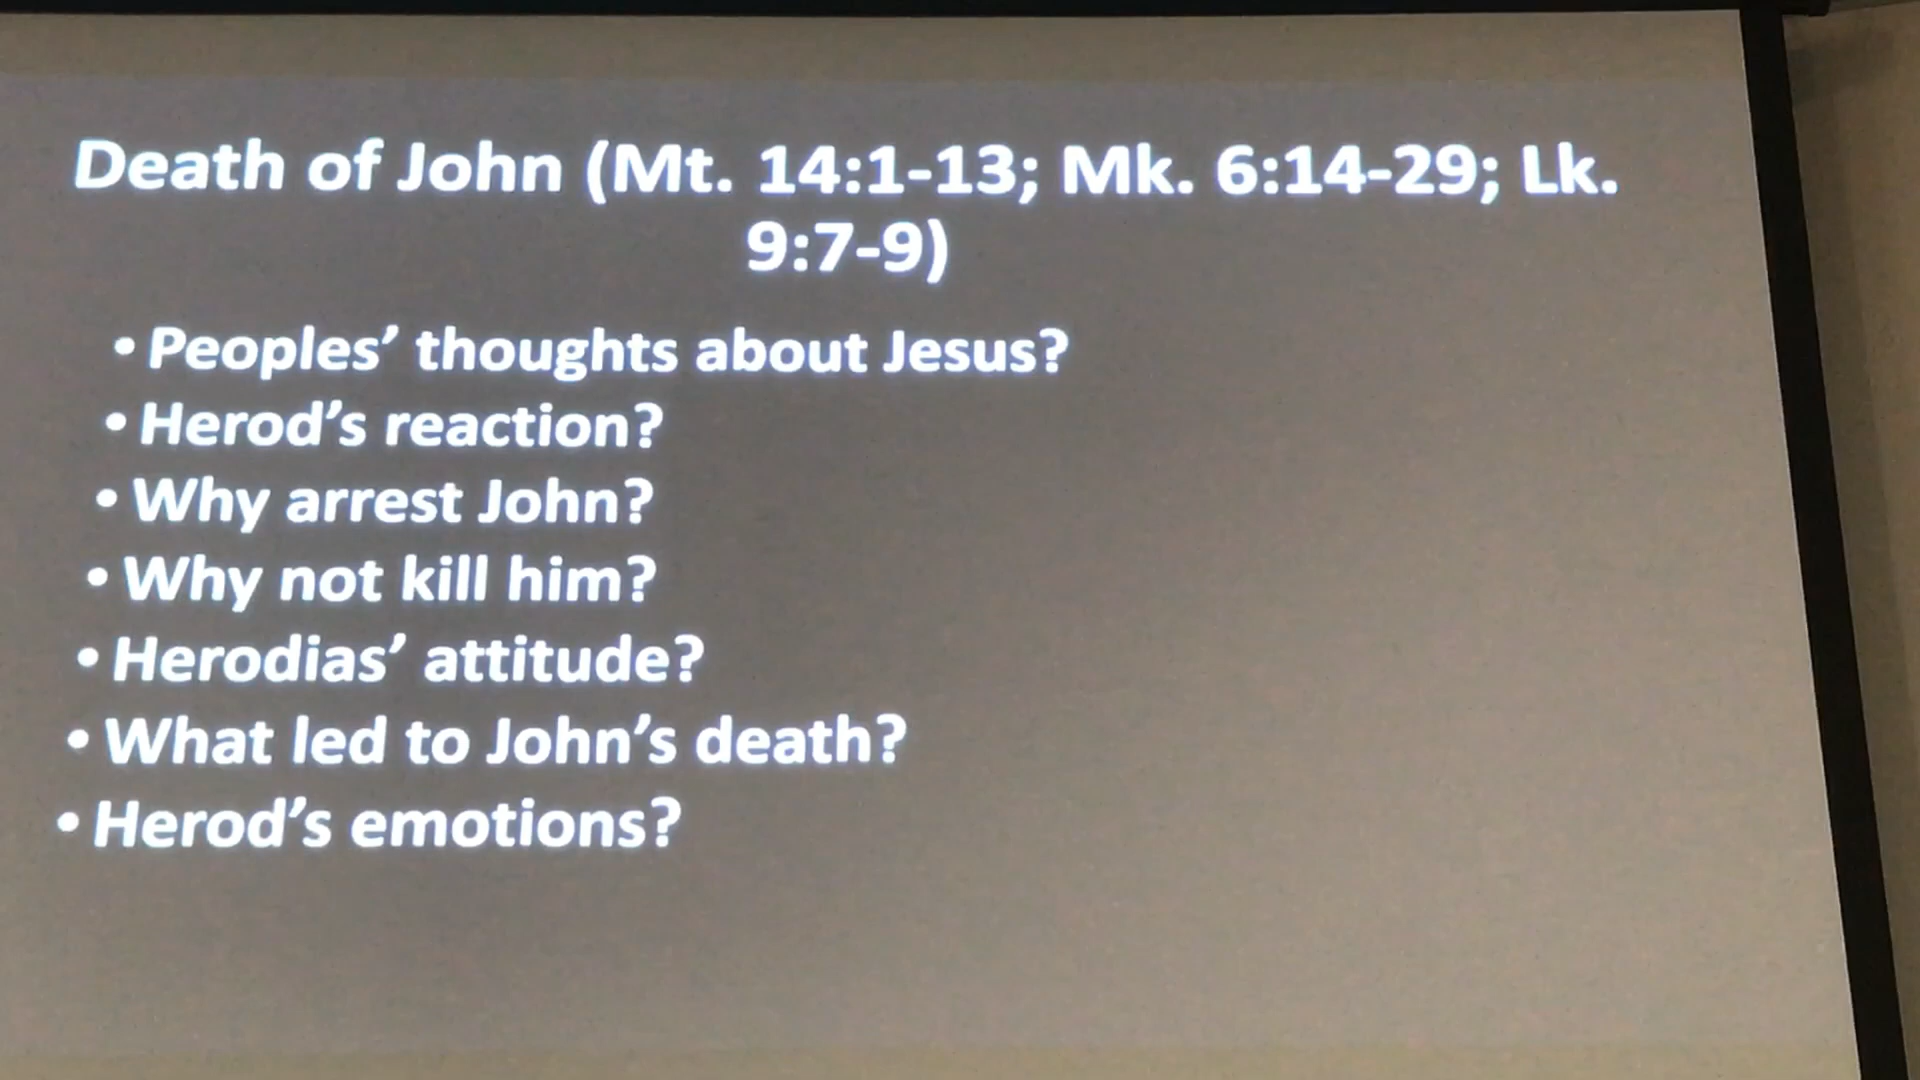 Death of John (Mt. 14:1-13; Mk. 6:14-29; Lk.
9:7-9)
• Peoples’ thoughts about Jesus?
• Herod’s reaction?
• Why arrest John?
• Why not kill him?
• Herodias’ attitude?
• What led to John’s death?
• Herod’s emotions?